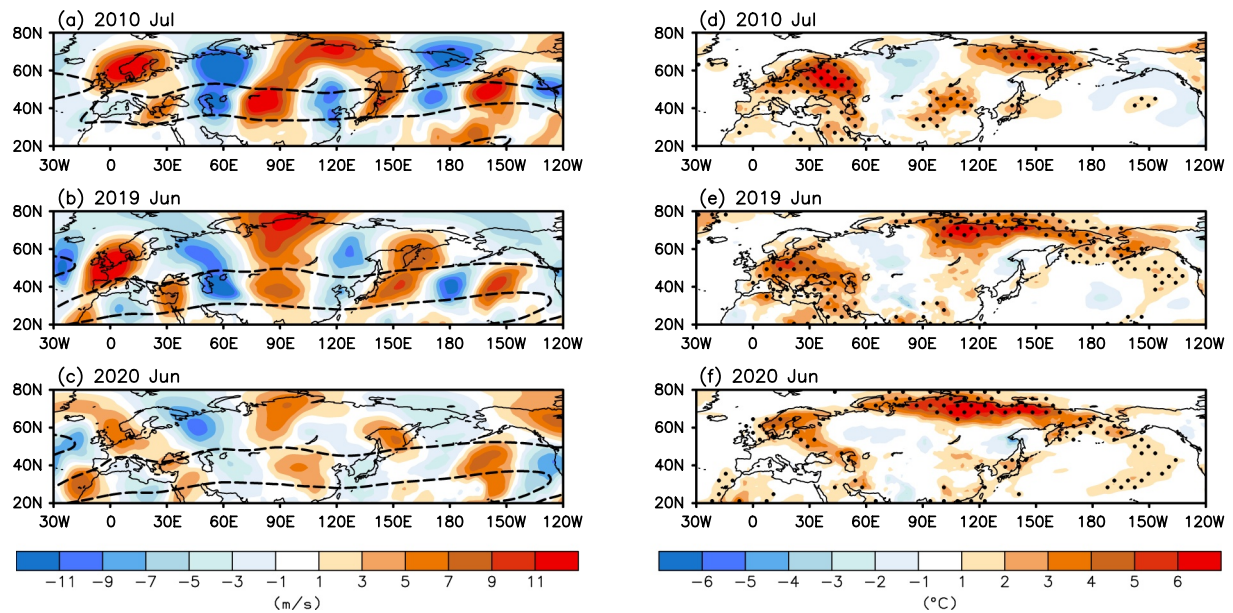 (a) 2010 Jul
80N
60N
40N
20N
30W 0 30E 60E 90E 120E 150E 180 150W 120W
(b) 2019 Jun
80N
60N
40N
20N
30W 0 30E 60E 90E 120E 150E 180 150W 120W
(c) 2020 Jun
80N
60N
40N
20N
30W 0 30E 60E 90E 120E 150E 180 150W 120W
−11 −9 −7 −5 −3 −1 1 3 5 7 9 11
(m/s)
(d) 2010 Jul
80N
60N
40N
20N
30W 0 30E 60E 90E 120E 150E 180 150W 120W
(e) 2019 Jun
80N
60N
40N
20N
30W 0 30E 60E 90E 120E 150E 180 150W 120W
(f) 2020 Jun
80N
60N
40N
20N
30W 0 30E 60E 90E 120E 150E 180 150W 120W
−6 −5 −4 −3 −2 −1 1 2 3 4 5 6
(°C)